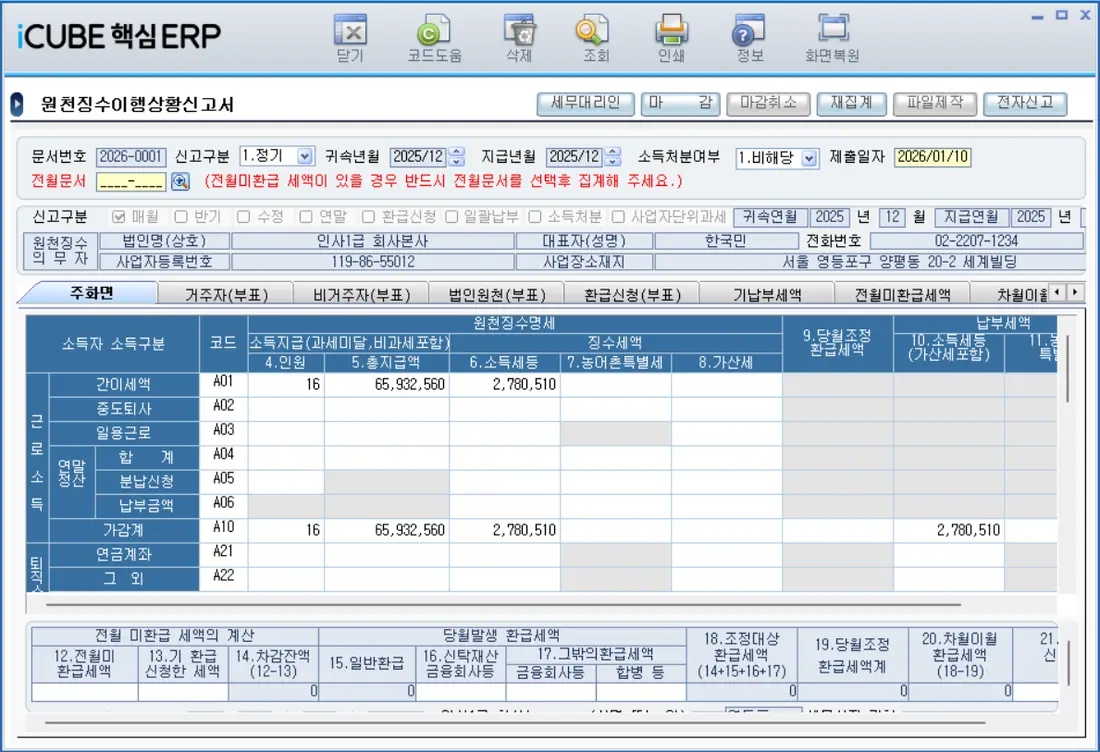 iCUBE 핵심 ERP
닫기 코드도움 삭제 조회 인쇄 정보 화면복원
원천징수이행상황신고서 세무대리인 마 감 마감취소 재집계 파일제작 전자신고
문서번호 2026-0001 신고구분 1.정기 귀속년월 2025/12 지급년월 2025/12 소득처분여부 1.비해당 제출일자 2026/01/10
전월문서 ____-____ (전월미환급 세액이 있을 경우 반드시 전월문서를 선택후 집계해 주세요.)
신고구분 매월 반기 수정 연말 환급신청 일괄납부 소득처분 사업자단위과세 귀속연월 2025 년 12 월 지급연월 2025 년
원천징수 의 무 자 법인명(상호) 인사1급 회사본사 대표자(성명) 한국민 전화번호 02-2207-1234
사업자등록번호 119-86-55012 사업장소재지 서울 영등포구 양평동 20-2 세계빌딩
주화면 거주자(부표) 비거주자(부표) 법인원천(부표) 환급신청(부표) 기납부세액 전월미환급세액 차월이월
소득자 소득구분 코드 원천징수명세 9.당월조정 환급세액 납부세액
소득지급(과세미달,비과세포함) 징수세액 10.소득세등 (가산세포함) 11.
4.인원 5.총지급액 6.소득세등 7.농어촌특별세 8.가산세
근로소득 간이세액 A01 16 65,932,560 2,780,510
중도퇴사 A02
일용근로 A03
연말정산 합 계 A04
분납신청 A05
납부금액 A06
가감계 A10 16 65,932,560 2,780,510 2,780,510
퇴직 연금계좌 A21
그 외 A22
전월 미환급 세액의 계산 당월발생 환급세액 18.조정대상 환급세액 (14+15+16+17) 19.당월조정 환급세액계 20.차월이월 환급세액 (18-19) 21. 신
12.전월미 환급세액 13.기 환급 신청한 세액 14.차감잔액 (12-13) 15.일반환급 16.신탁재산 금융회사등 17.그밖의환급세액
금융회사등 합병 등
0 0 0 0 0